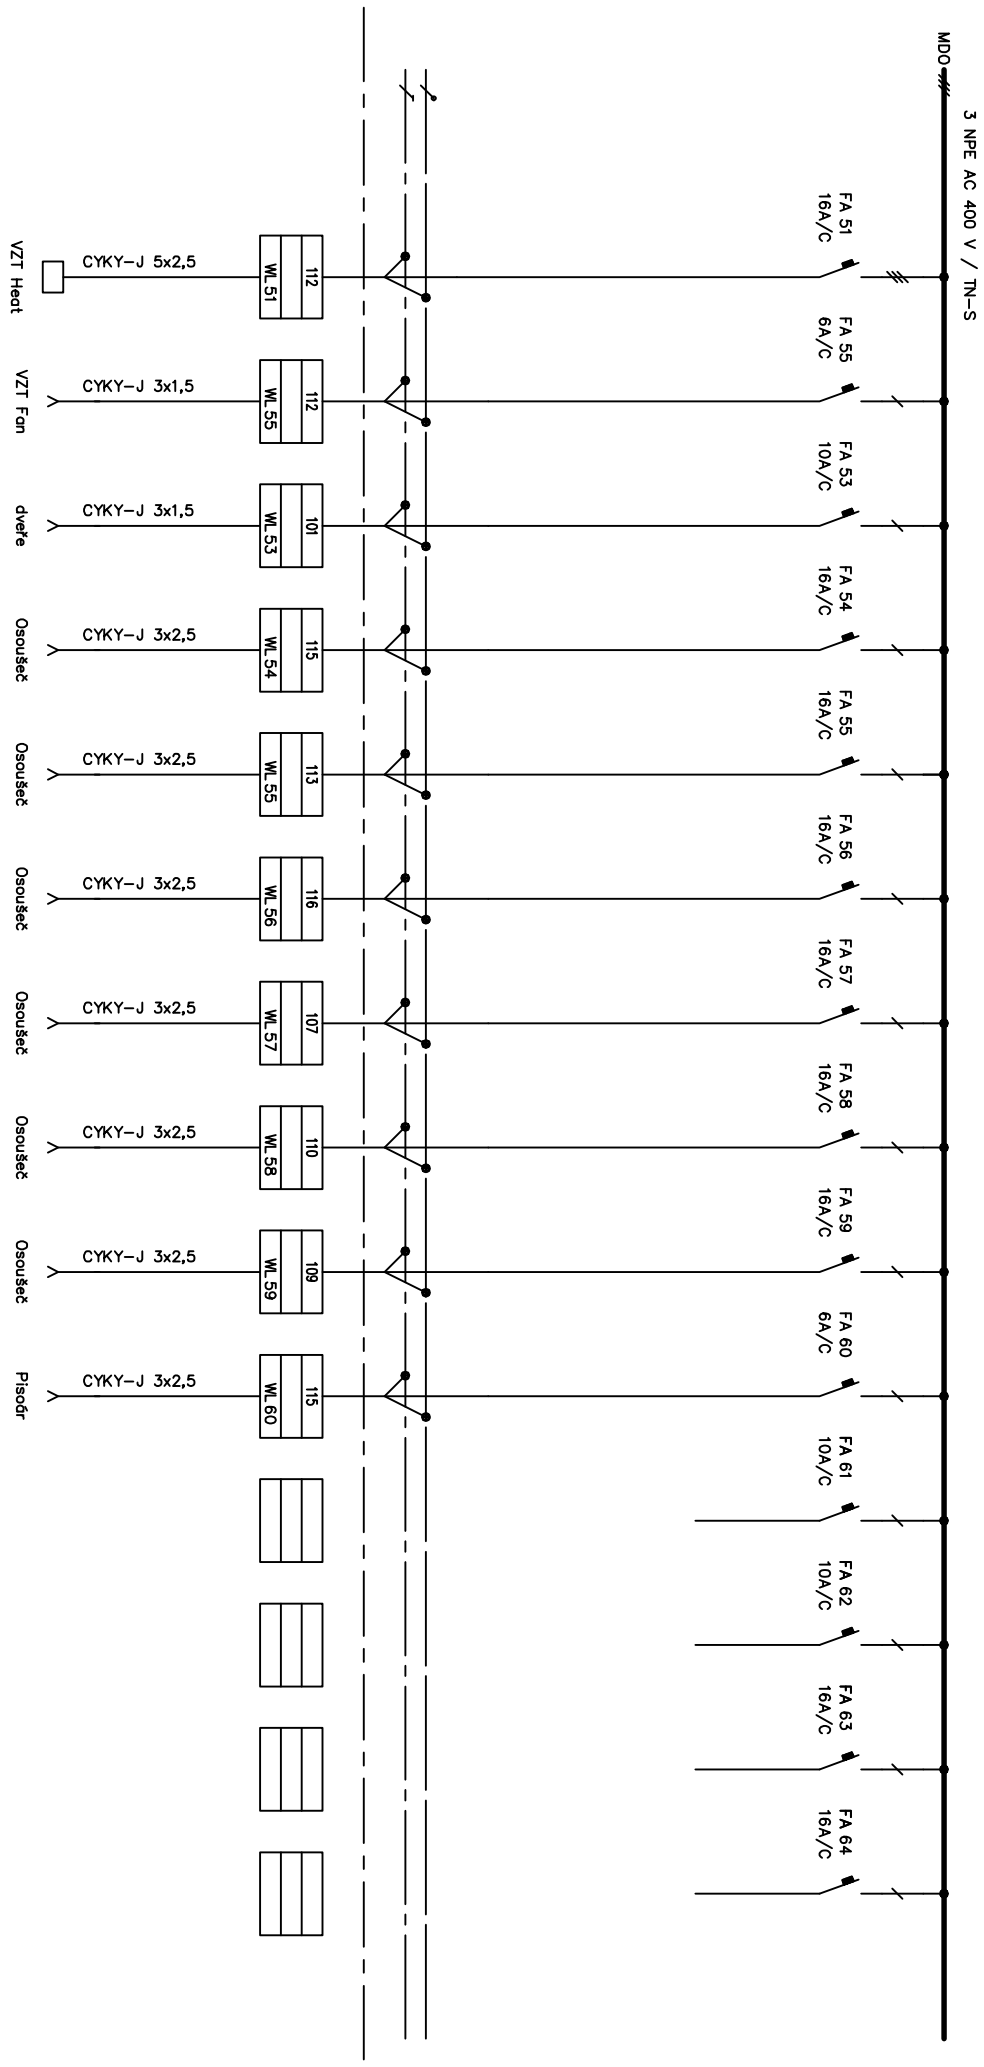 3 NPE AC 400 V / TN-S
MDO
FA 51
16A/C
FA 55
6A/C
FA 53
10A/C
FA 54
16A/C
FA 55
16A/C
FA 56
16A/C
FA 57
16A/C
FA 58
16A/C
FA 59
16A/C
FA 60
6A/C
FA 61
10A/C
FA 62
10A/C
FA 63
16A/C
FA 64
16A/C
112
WL 51
112
WL 55
101
WL 53
115
WL 54
113
WL 55
116
WL 56
107
WL 57
110
WL 58
109
WL 59
115
WL 60
CYKY-J 5x2,5
CYKY-J 3x1,5
CYKY-J 3x1,5
CYKY-J 3x2,5
CYKY-J 3x2,5
CYKY-J 3x2,5
CYKY-J 3x2,5
CYKY-J 3x2,5
CYKY-J 3x2,5
CYKY-J 3x2,5
VZT Heat
VZT Fan
dveře
Osoušeč
Osoušeč
Osoušeč
Osoušeč
Osoušeč
Osoušeč
Pisoár